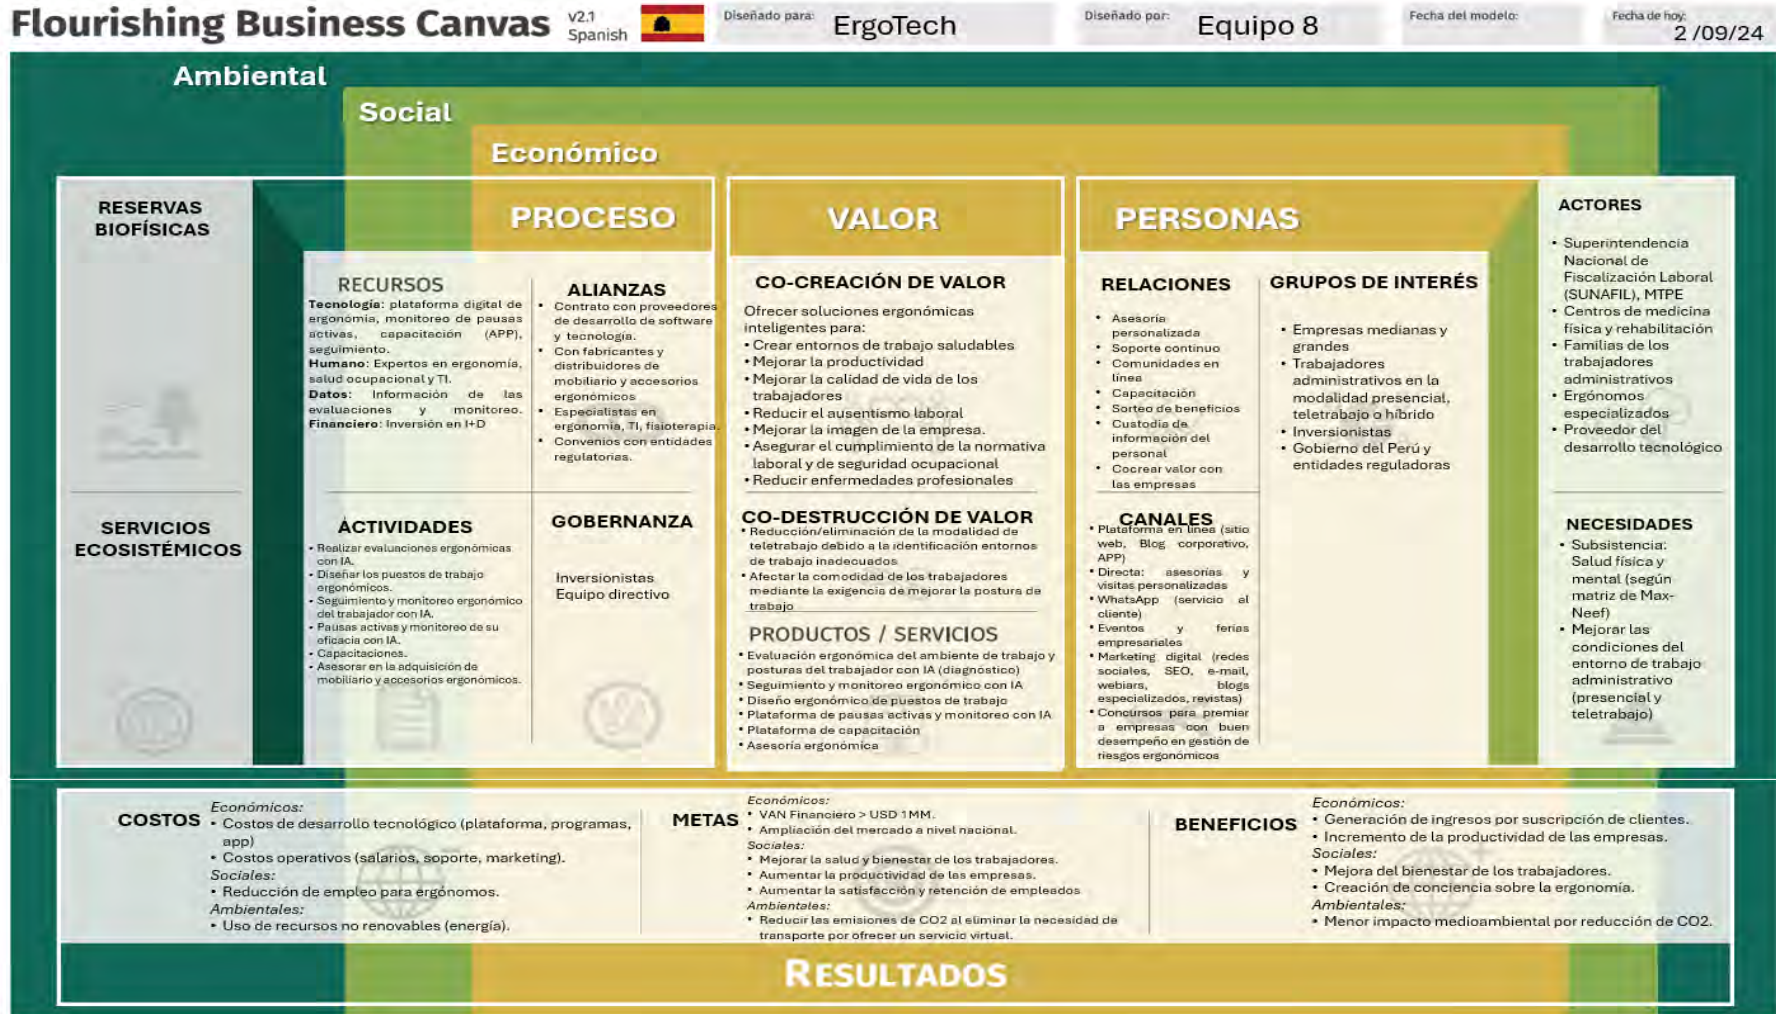 Flourishing Business Canvas
v2.1
Spanish
Diseñado para:
ErgoTech
Diseñado por:
Equipo 8
Fecha del modelo:
Fecha de hoy:
2 /09/24
Ambiental
Social
Económico
RESERVAS
BIOFÍSICAS
SERVICIOS
ECOSISTÉMICOS
PROCESO
RECURSOS
Tecnología: plataforma digital de
ergonomía, monitoreo de pausas
activas, capacitación (APP),
seguimiento.
Humano: Expertos en ergonomía,
salud ocupacional y TI.
Datos: Información de las
evaluaciones y monitoreo.
Financiero: Inversión en I+D
ALIANZAS
• Contrato con proveedores
de desarrollo de software
y tecnología.
• Con fabricantes y
distribuidores de
mobiliario y accesorios
ergonómicos
• Especialistas en
ergonomía, TI, fisioterapia.
• Convenios con entidades
regulatorias.
ACTIVIDADES
• Realizar evaluaciones ergonómicas
con IA.
• Diseñar los puestos de trabajo
ergonómicos.
• Seguimiento y monitoreo ergonómico
del trabajador con IA.
• Pausas activas y monitoreo de su
eficacia con IA.
• Capacitaciones.
• Asesorar en la adquisición de
mobiliario y accesorios ergonómicos.
GOBERNANZA
Inversionistas
Equipo directivo
VALOR
CO-CREACIÓN DE VALOR
Ofrecer soluciones ergonómicas
inteligentes para:
• Crear entornos de trabajo saludables
• Mejorar la productividad
• Mejorar la calidad de vida de los
trabajadores
• Reducir el ausentismo laboral
• Mejorar la imagen de la empresa.
• Asegurar el cumplimiento de la normativa
laboral y de seguridad ocupacional
• Reducir enfermedades profesionales
CO-DESTRUCCIÓN DE VALOR
• Reducción/eliminación de la modalidad de
teletrabajo debido a la identificación entornos
de trabajo inadecuados
• Afectar la comodidad de los trabajadores
mediante la exigencia de mejorar la postura de
trabajo
PRODUCTOS / SERVICIOS
• Evaluación ergonómica del ambiente de trabajo y
posturas del trabajador con IA (diagnóstico)
• Seguimiento y monitoreo ergonómico con IA
• Diseño ergonómico de puestos de trabajo
• Plataforma de pausas activas y monitoreo con IA
• Plataforma de capacitación
• Asesoría ergonómica
PERSONAS
RELACIONES
• Asesoría
personalizada
• Soporte continuo
• Comunidades en
línea
• Capacitación
• Sorteo de beneficios
• Custodia de
información del
personal
• Cocrear valor con
las empresas
GRUPOS DE INTERÉS
• Empresas medianas y
grandes
• Trabajadores
administrativos en la
modalidad presencial,
teletrabajo o híbrido
• Inversionistas
• Gobierno del Perú y
entidades reguladoras
CANALES
• Plataforma en línea (sitio
web, Blog corporativo,
APP)
• Directa: asesorías y
visitas personalizadas
• WhatsApp (servicio al
cliente)
• Eventos y ferias
empresariales
• Marketing digital (redes
sociales, SEO, e-mail,
webiars, blogs
especializados, revistas)
• Concursos para premiar
a empresas con buen
desempeño en gestión de
riesgos ergonómicos
ACTORES
• Superintendencia
Nacional de
Fiscalización Laboral
(SUNAFIL), MTPE
• Centros de medicina
física y rehabilitación
• Familias de los
trabajadores
administrativos
• Ergónomos
especializados
• Proveedor del
desarrollo tecnológico
NECESIDADES
• Subsistencia:
Salud física y
mental (según
matriz de Max-
Neef)
• Mejorar las
condiciones del
entorno de trabajo
administrativo
(presencial y
teletrabajo)
COSTOS
Económicos:
• Costos de desarrollo tecnológico (plataforma, programas,
app)
• Costos operativos (salarios, soporte, marketing).
Sociales:
• Reducción de empleo para ergónomos.
Ambientales:
• Uso de recursos no renovables (energía).
METAS
Económicos:
• VAN Financiero > USD 1MM.
• Ampliación del mercado a nivel nacional.
Sociales:
• Mejorar la salud y bienestar de los trabajadores.
• Aumentar la productividad de las empresas.
• Aumentar la satisfacción y retención de empleados
Ambientales:
• Reducir las emisiones de CO2 al eliminar la necesidad de
transporte por ofrecer un servicio virtual.
BENEFICIOS
Económicos:
• Generación de ingresos por suscripción de clientes.
• Incremento de la productividad de las empresas.
Sociales:
• Mejora del bienestar de los trabajadores.
• Creación de conciencia sobre la ergonomía.
Ambientales:
• Menor impacto medioambiental por reducción de CO2.
RESULTADOS